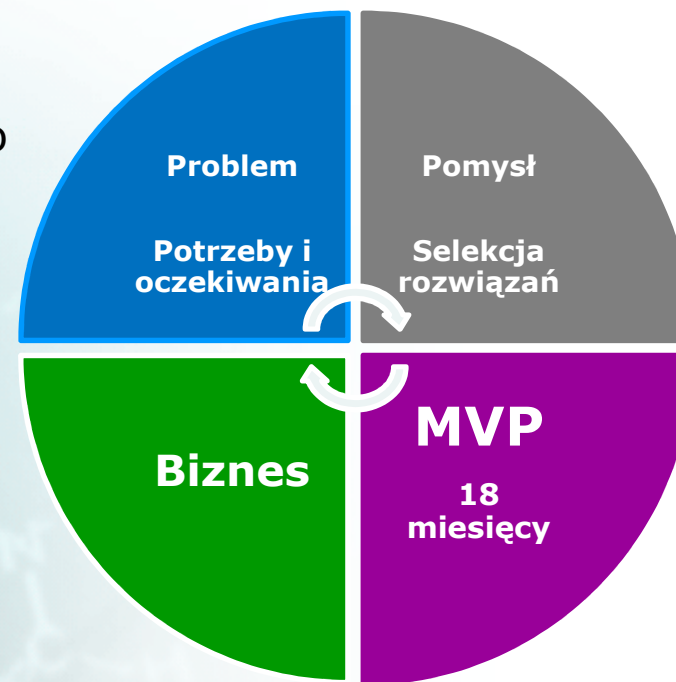 Problem
Potrzeby i
oczekiwania
Pomysł
Selekcja
rozwiązań
Biznes
MVP
18
miesięcy